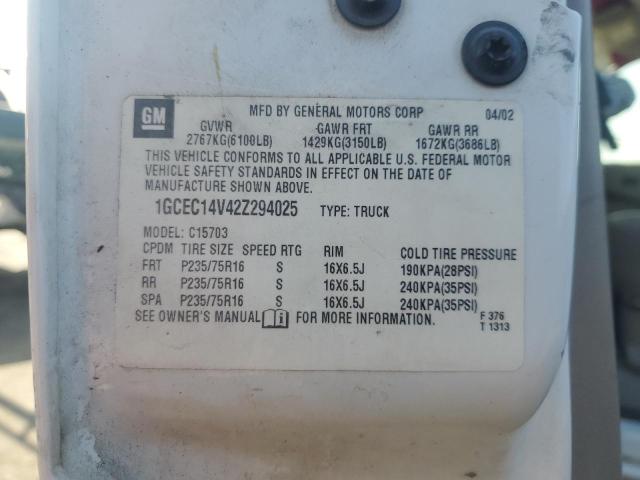 GM
MFD BY GENERAL MOTORS CORP 04/02
GVWR GAWR FRT GAWR RR
2767KG(6100LB) 1429KG(3150LB) 1672KG(3686LB)
THIS VEHICLE CONFORMS TO ALL APPLICABLE U.S. FEDERAL MOTOR
VEHICLE SAFETY STANDARDS IN EFFECT ON THE DATE OF
MANUFACTURE SHOWN ABOVE.
1GCEC14V42Z294025 TYPE: TRUCK
MODEL: C15703
CPDM TIRE SIZE SPEED RTG RIM COLD TIRE PRESSURE
FRT P235/75R16 S 16X6.5J 190KPA(28PSI)
RR P235/75R16 S 16X6.5J 240KPA(35PSI)
SPA P235/75R16 S 16X6.5J 240KPA(35PSI)
SEE OWNER'S MANUAL FOR MORE INFORMATION.
F 376
T 1313